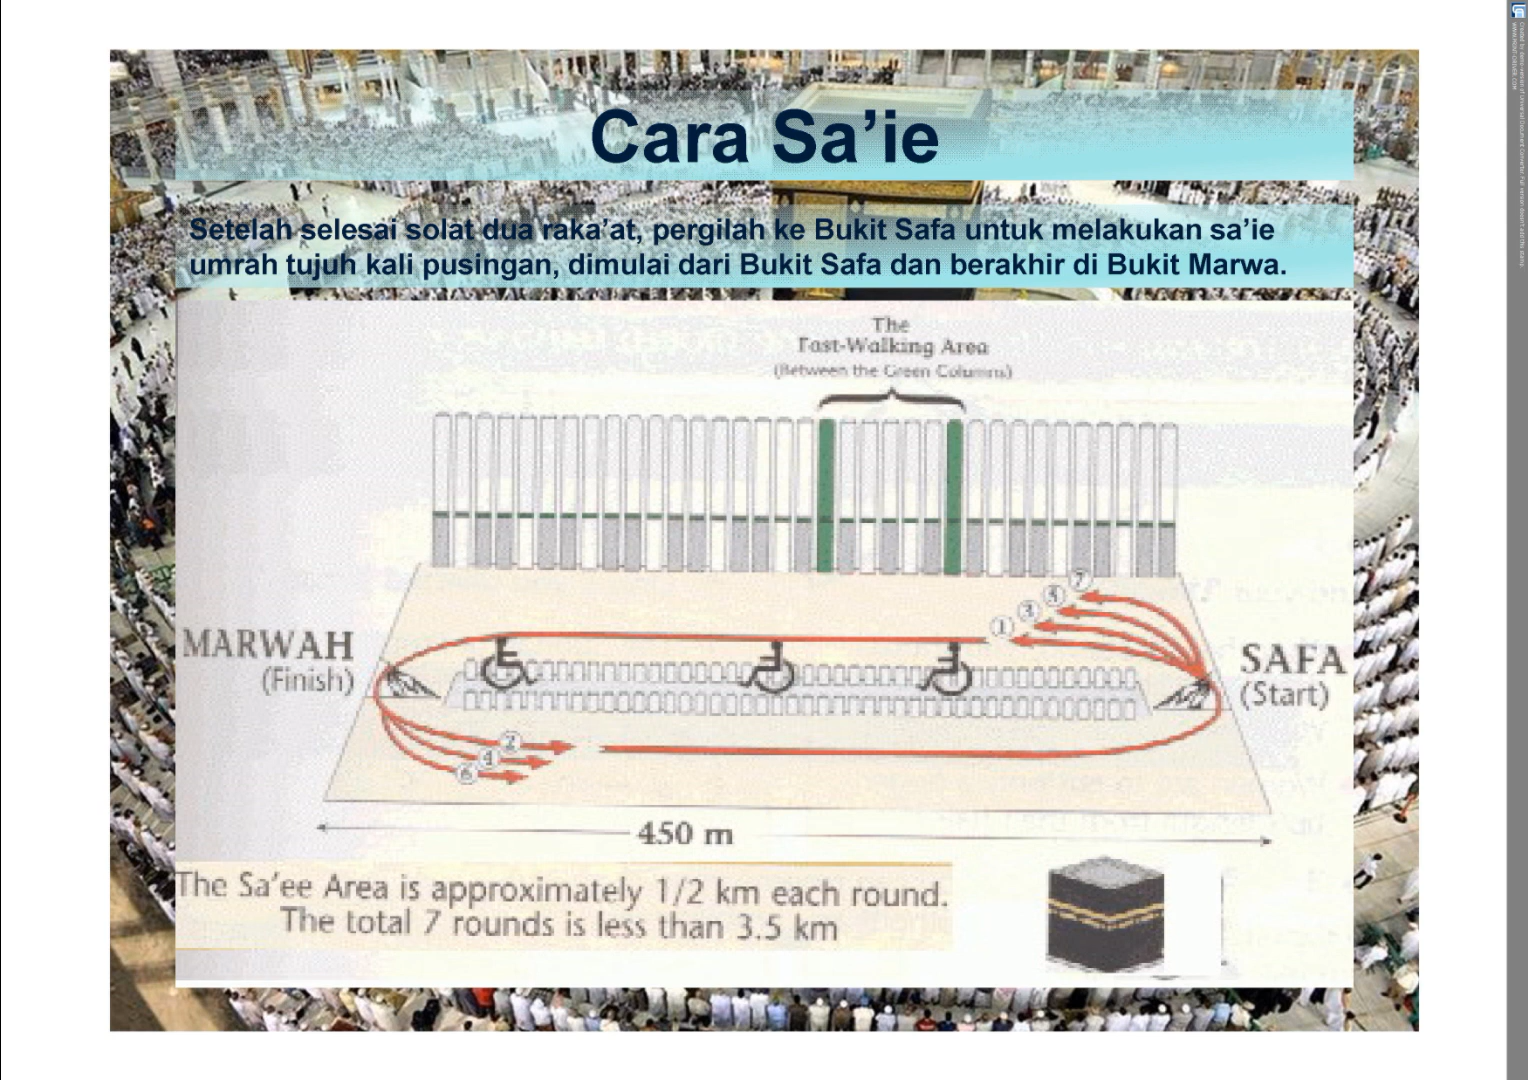 Cara Sa’ie
Setelah selesai solat dua raka’at, pergilah ke Bukit Safa untuk melakukan sa’ie
umrah tujuh kali pusingan, dimulai dari Bukit Safa dan berakhir di Bukit Marwa.
The
Fast-Walking Area
(Between the Green Columns)
7
5
3
1
MARWAH
(Finish)
SAFA
(Start)
2
4
6
450 m
The Sa’ee Area is approximately 1/2 km each round.
The total 7 rounds is less than 3.5 km